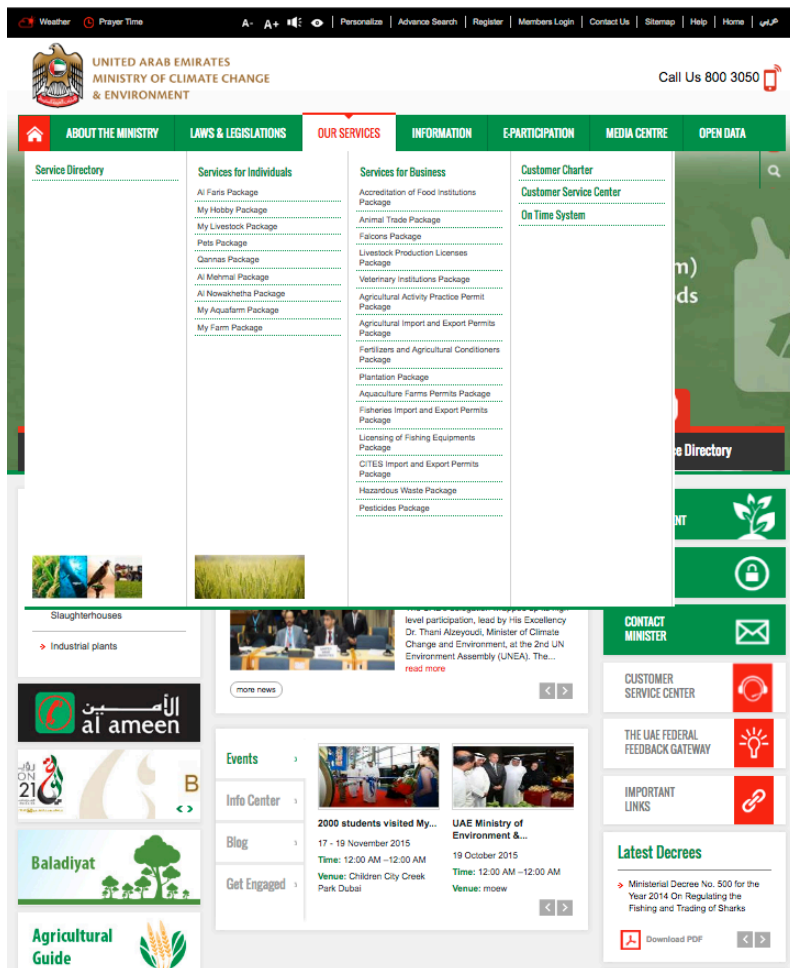 Weather
Prayer Time
A-
A+
Personalize
Advance Search
Register
Members Login
Contact Us
Sitemap
Help
Home
عربي
UNITED ARAB EMIRATES
MINISTRY OF CLIMATE CHANGE
& ENVIRONMENT
Call Us 800 3050
ABOUT THE MINISTRY
LAWS & LEGISLATIONS
OUR SERVICES
INFORMATION
E-PARTICIPATION
MEDIA CENTRE
OPEN DATA
Service Directory
Services for Individuals
Al Faris Package
My Hobby Package
My Livestock Package
Pets Package
Qannas Package
Al Mehmal Package
Al Nowakhetha Package
My Aquafarm Package
My Farm Package
Services for Business
Accreditation of Food Institutions
Package
Animal Trade Package
Falcons Package
Livestock Production Licenses
Package
Veterinary Institutions Package
Agricultural Activity Practice Permit
Package
Agricultural Import and Export Permits
Package
Fertilizers and Agricultural Conditioners
Package
Plantation Package
Aquaculture Farms Permits Package
Fisheries Import and Export Permits
Package
Licensing of Fishing Equipments
Package
CITES Import and Export Permits
Package
Hazardous Waste Package
Pesticides Package
Customer Charter
Customer Service Center
On Time System
m)
ds
e Directory
NT
Slaughterhouses
Industrial plants
level participation, lead by His Excellency
Dr. Thani Alzeyoudi, Minister of Climate
Change and Environment, at the 2nd UN
Environment Assembly (UNEA). The...
read more
more news
CONTACT
MINISTER
CUSTOMER
SERVICE CENTER
THE UAE FEDERAL
FEEDBACK GATEWAY
IMPORTANT
LINKS
الأمين
al ameen
ON
21
B
Baladiyat
Agricultural
Guide
Events
Info Center
Blog
Get Engaged
2000 students visited My...
17 - 19 November 2015
Time: 12:00 AM –12:00 AM
Venue: Children City Creek
Park Dubai
UAE Ministry of
Environment &...
19 October 2015
Time: 12:00 AM –12:00 AM
Venue: moew
Latest Decrees
Ministerial Decree No. 500 for the
Year 2014 On Regulating the
Fishing and Trading of Sharks
Download PDF